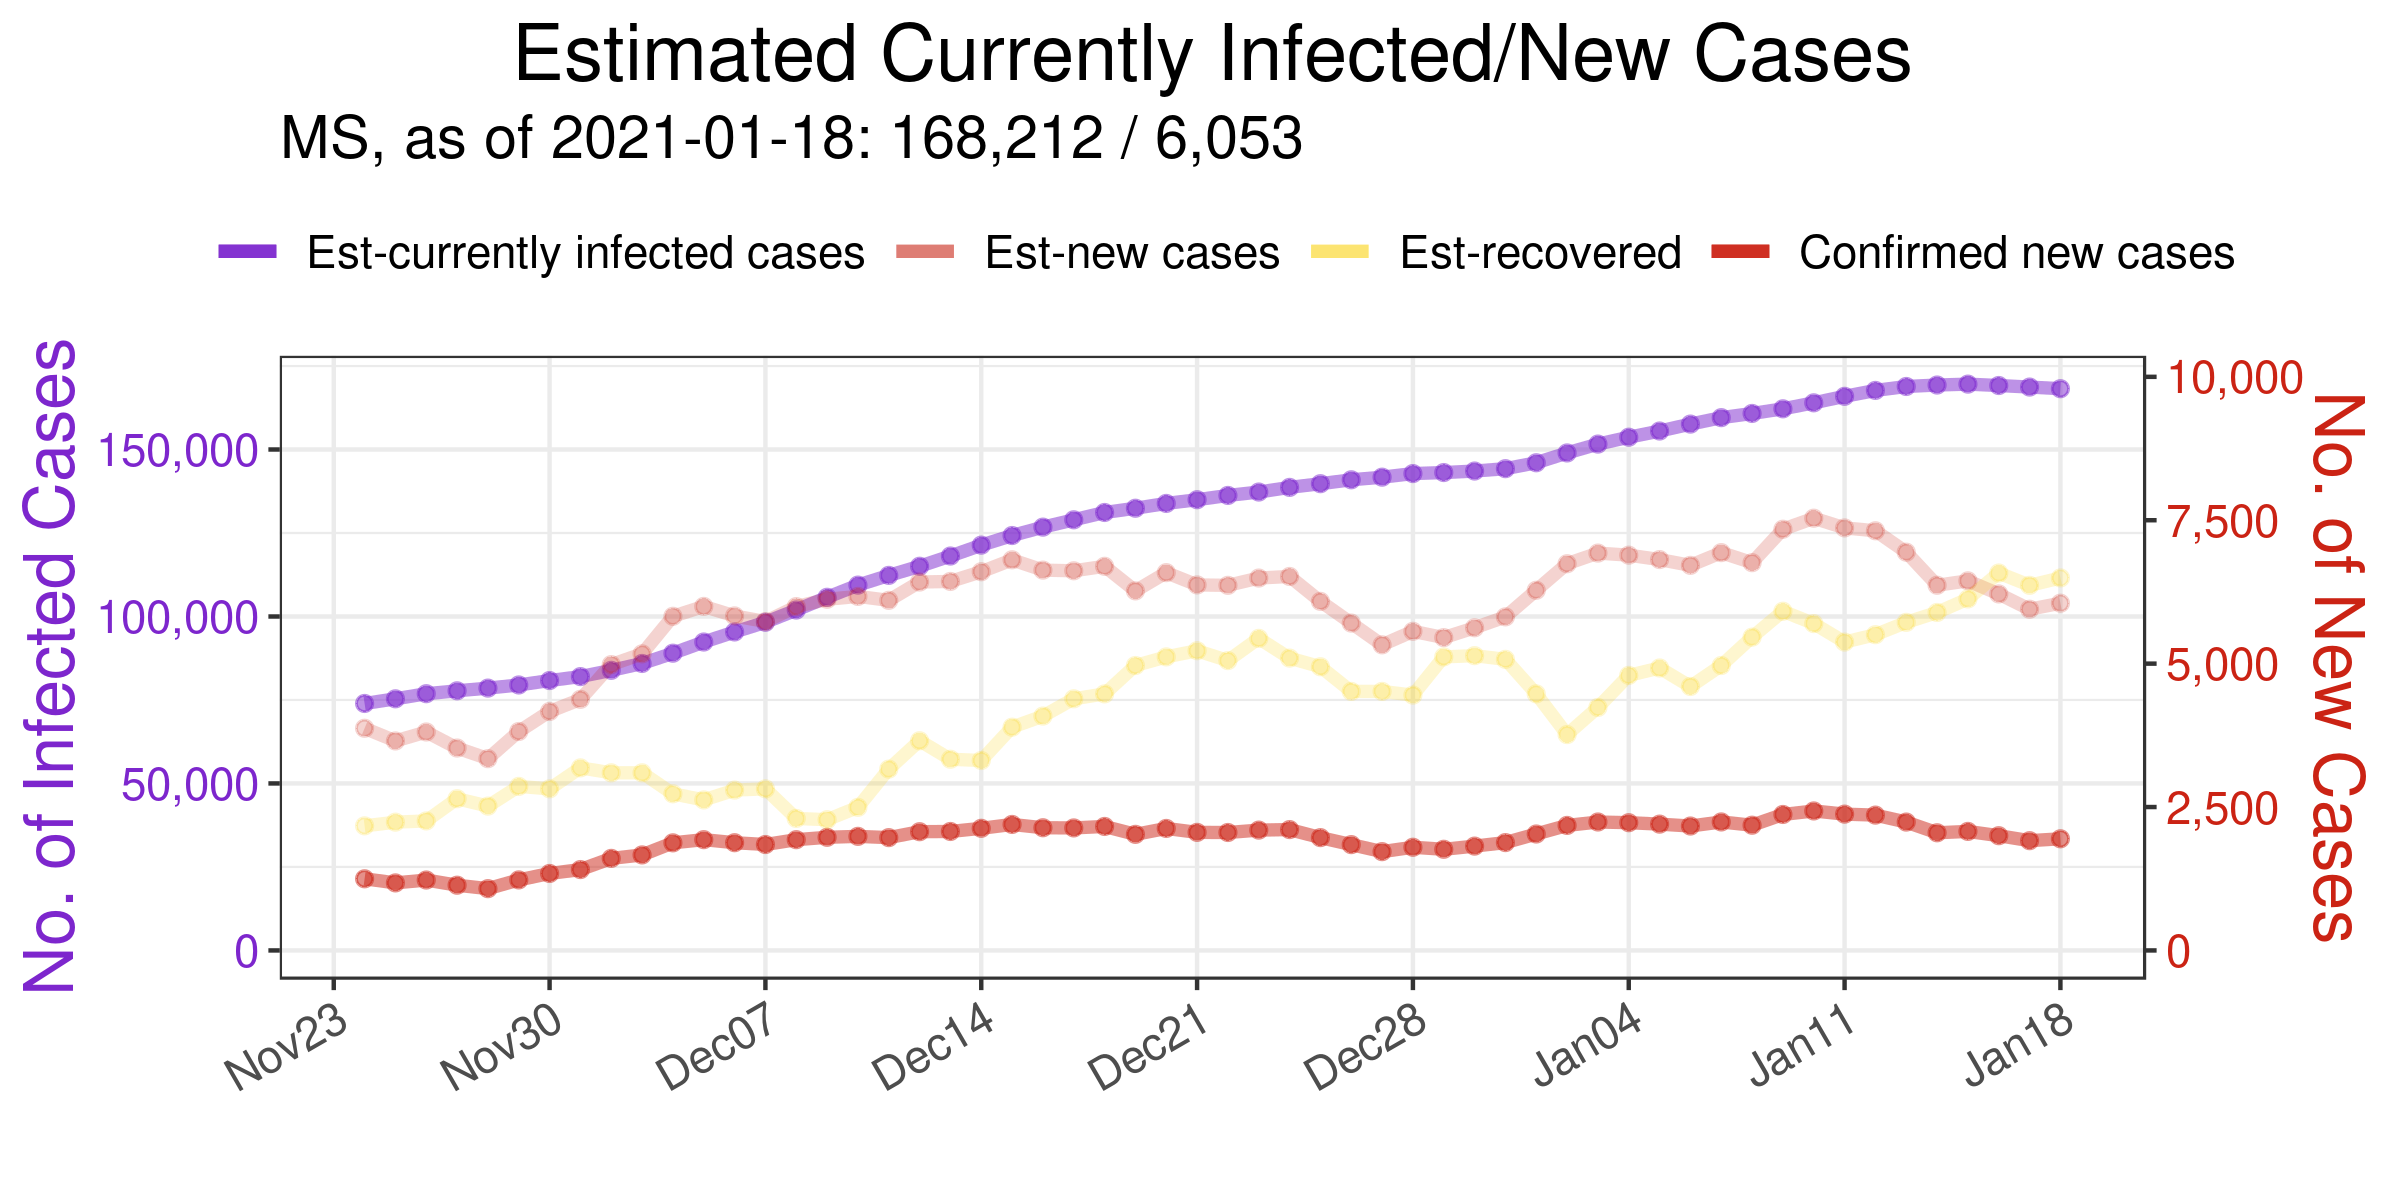 Estimated Currently Infected/New Cases
MS, as of 2021-01-18: 168,212 / 6,053
Est-currently infected cases Est-new cases Est-recovered Confirmed new cases
No. of Infected Cases
150,000
100,000
50,000
0
10,000
7,500
5,000
2,500
0
No. of New Cases
Nov23 Nov30 Dec07 Dec14 Dec21 Dec28 Jan04 Jan11 Jan18